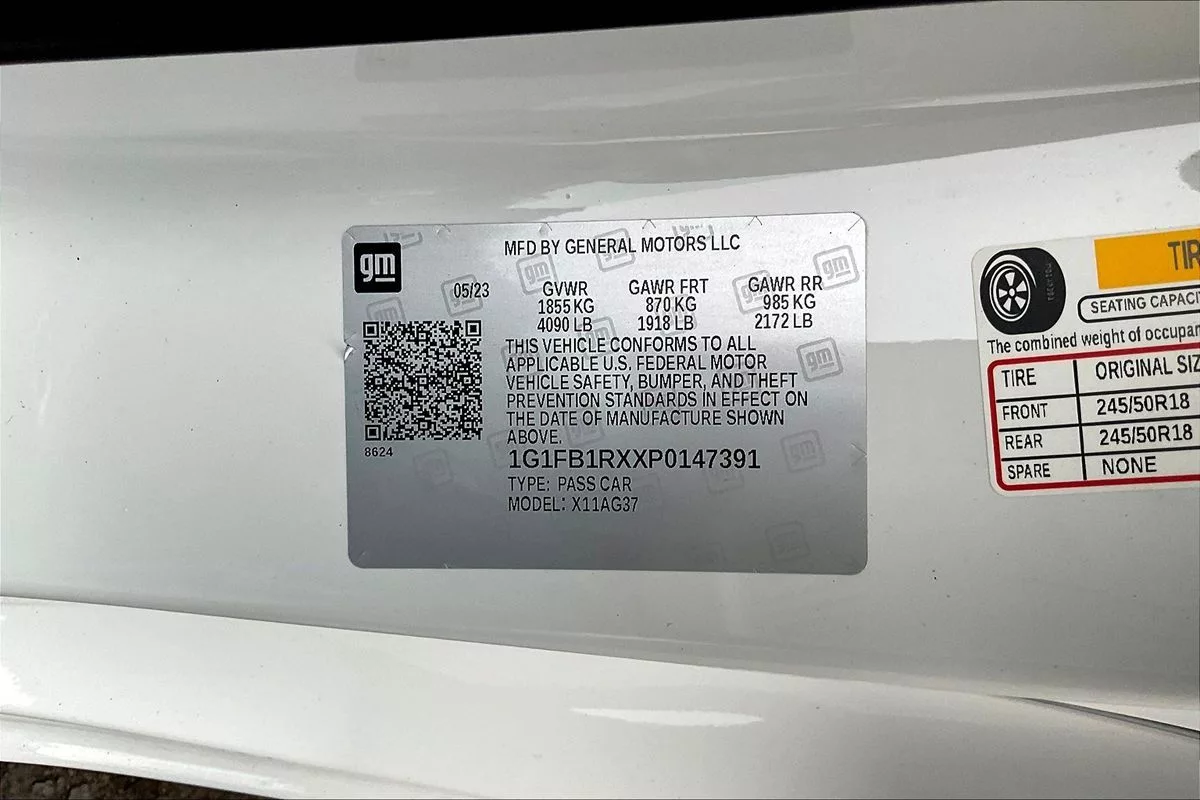 gm
MFD BY GENERAL MOTORS LLC
05/23
GVWR GAWR FRT GAWR RR
1855 KG 870 KG 985 KG
4090 LB 1918 LB 2172 LB
THIS VEHICLE CONFORMS TO ALL
APPLICABLE U.S. FEDERAL MOTOR
VEHICLE SAFETY, BUMPER, AND THEFT
PREVENTION STANDARDS IN EFFECT ON
THE DATE OF MANUFACTURE SHOWN
ABOVE.
8624
1G1FB1RXXP0147391
TYPE: PASS CAR
MODEL: X11AG37
TIR
SEATING CAPACI
The combined weight of occupan
TIRE ORIGINAL SIZ
FRONT 245/50R18
REAR 245/50R18
SPARE NONE